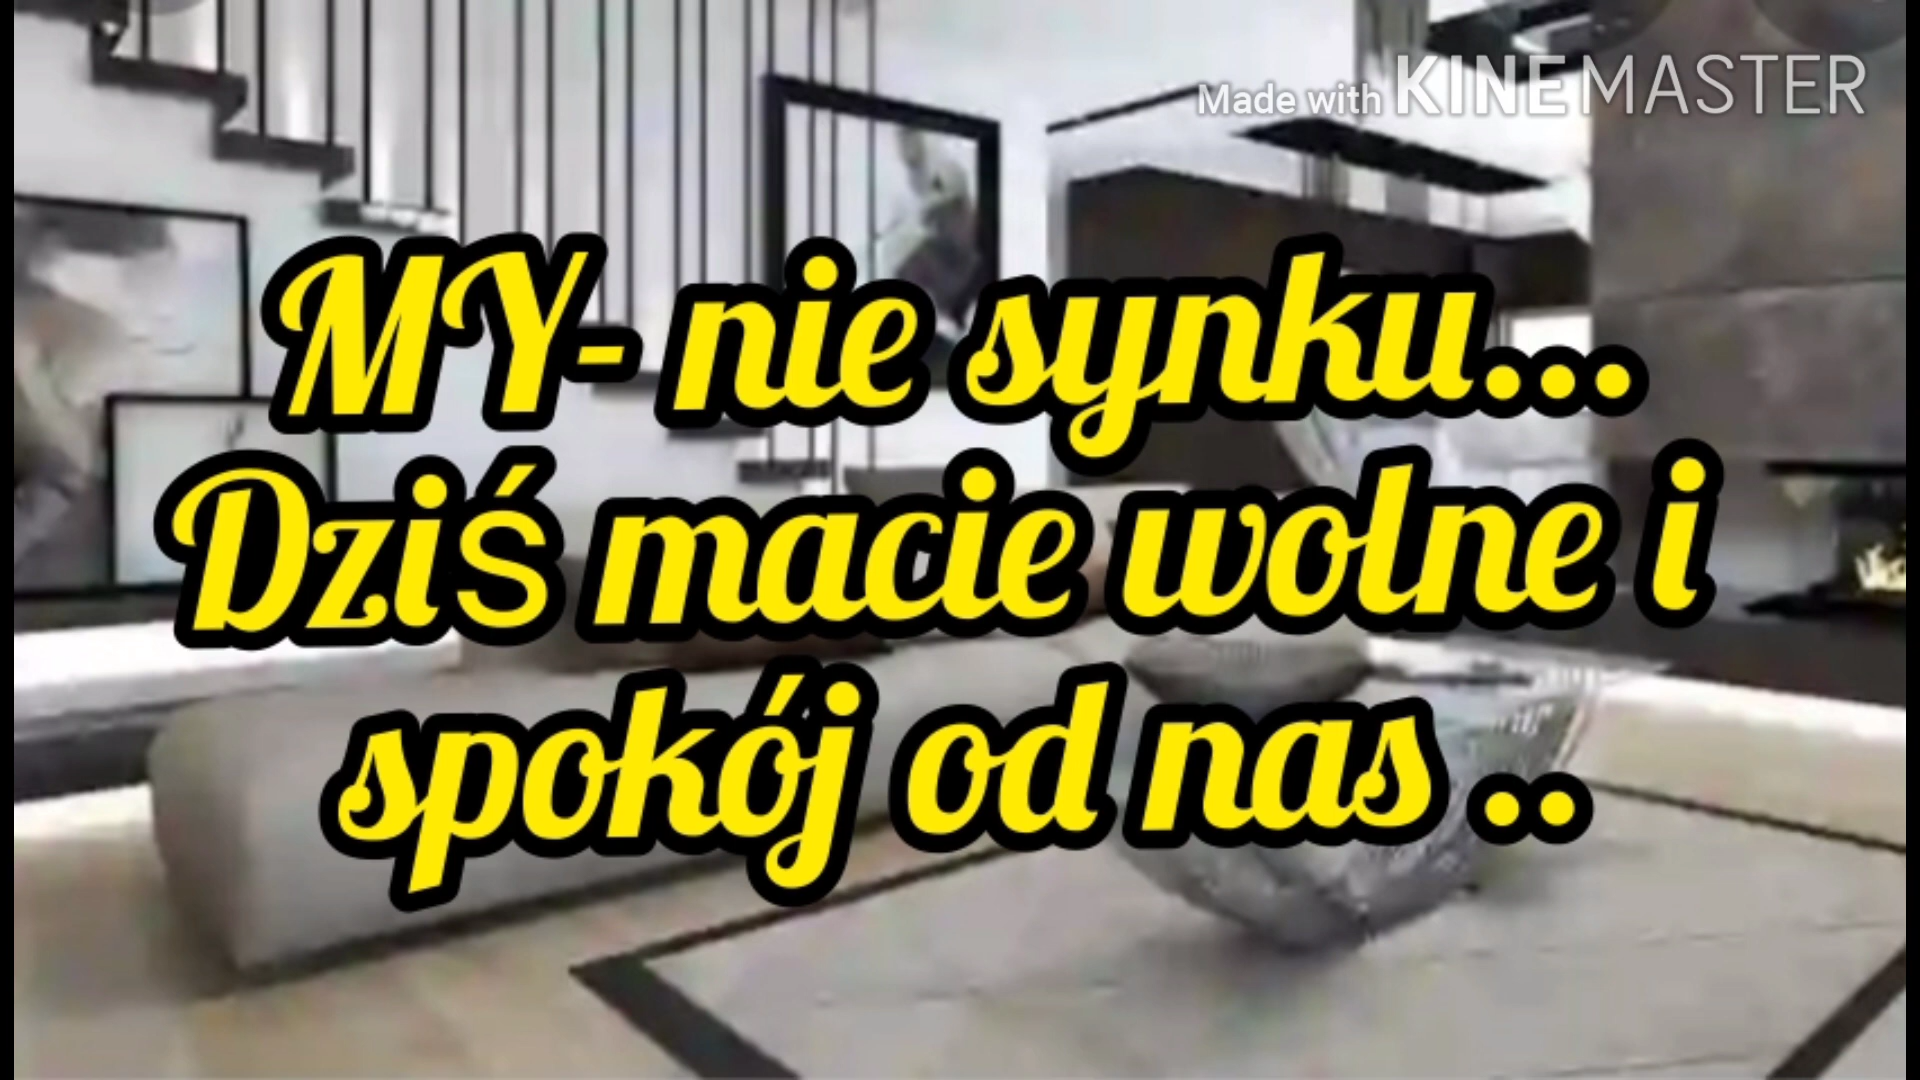 Made with KINEMASTER
MY- nie synku...
Dziś macie wolne i
spokój od nas ..